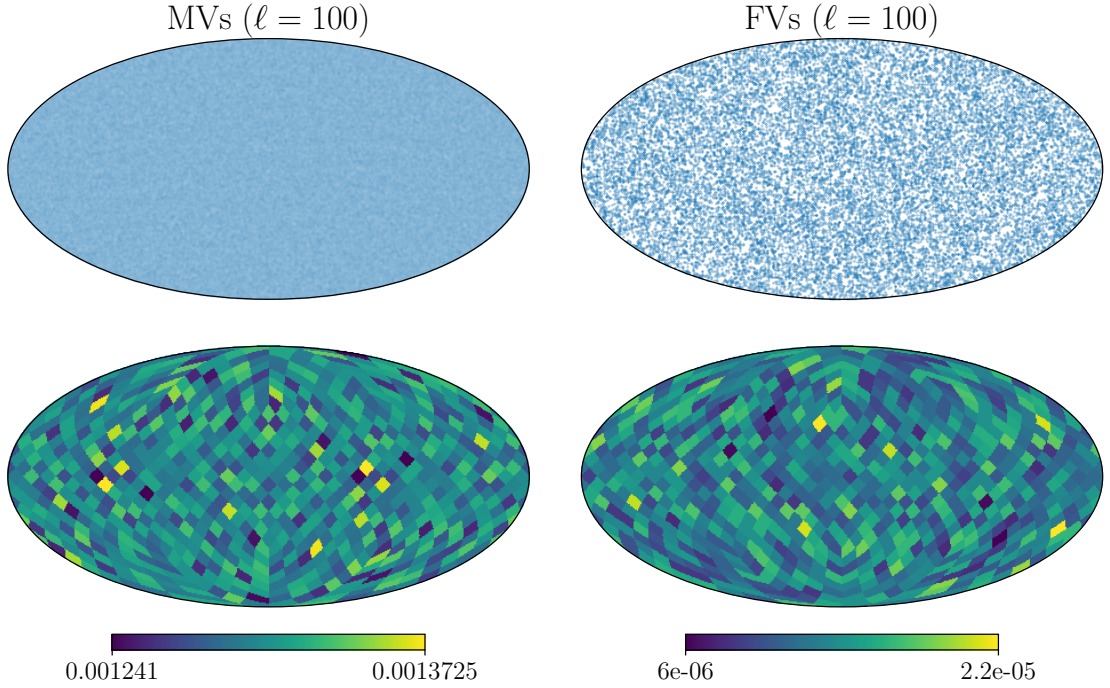 MVs (ℓ = 100)
FVs (ℓ = 100)
0.001241
0.0013725
6e-06
2.2e-05